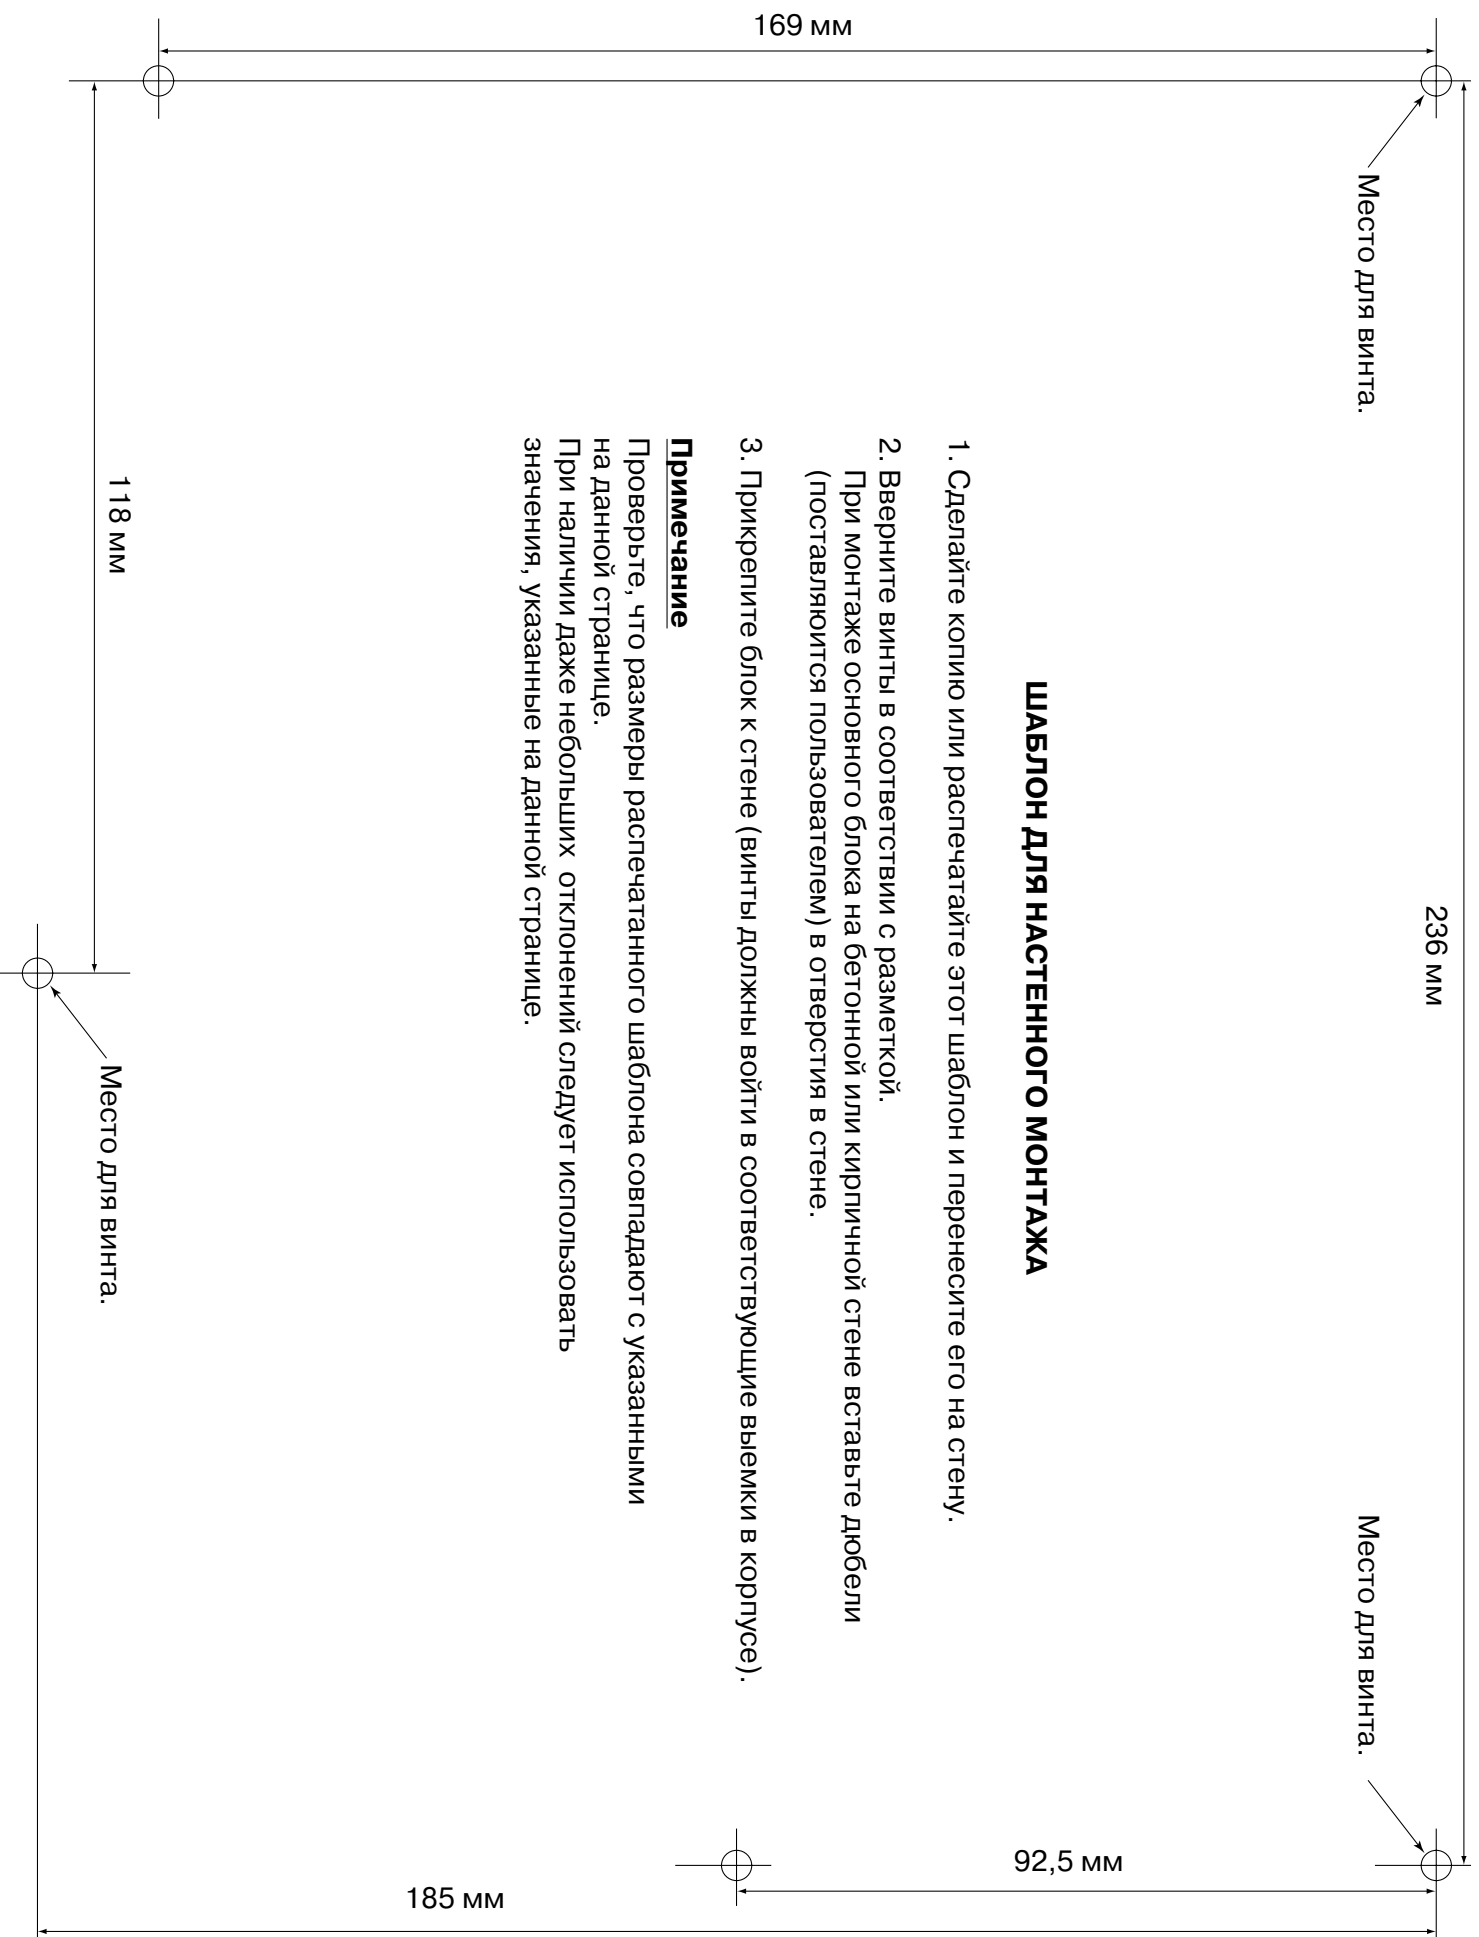 236 мм
Место для винта.
Место для винта.
169 мм
92,5 мм
185 мм
ШАБЛОН ДЛЯ НАСТЕННОГО МОНТАЖА
1. Сделайте копию или распечатайте этот шаблон и перенесите его на стену.
2. Вверните винты в соответствии с разметкой.
При монтаже основного блока на бетонной или кирпичной стене вставьте дюбели
(поставляюится пользователем) в отверстия в стене.
3. Прикрепите блок к стене (винты должны войти в соответствующие выемки в корпусе).
Примечание
Проверьте, что размеры распечатанного шаблона совпадают с указанными
на данной странице.
При наличии даже небольших отклонений следует использовать
значения, указанные на данной странице.
118 мм
Место для винта.